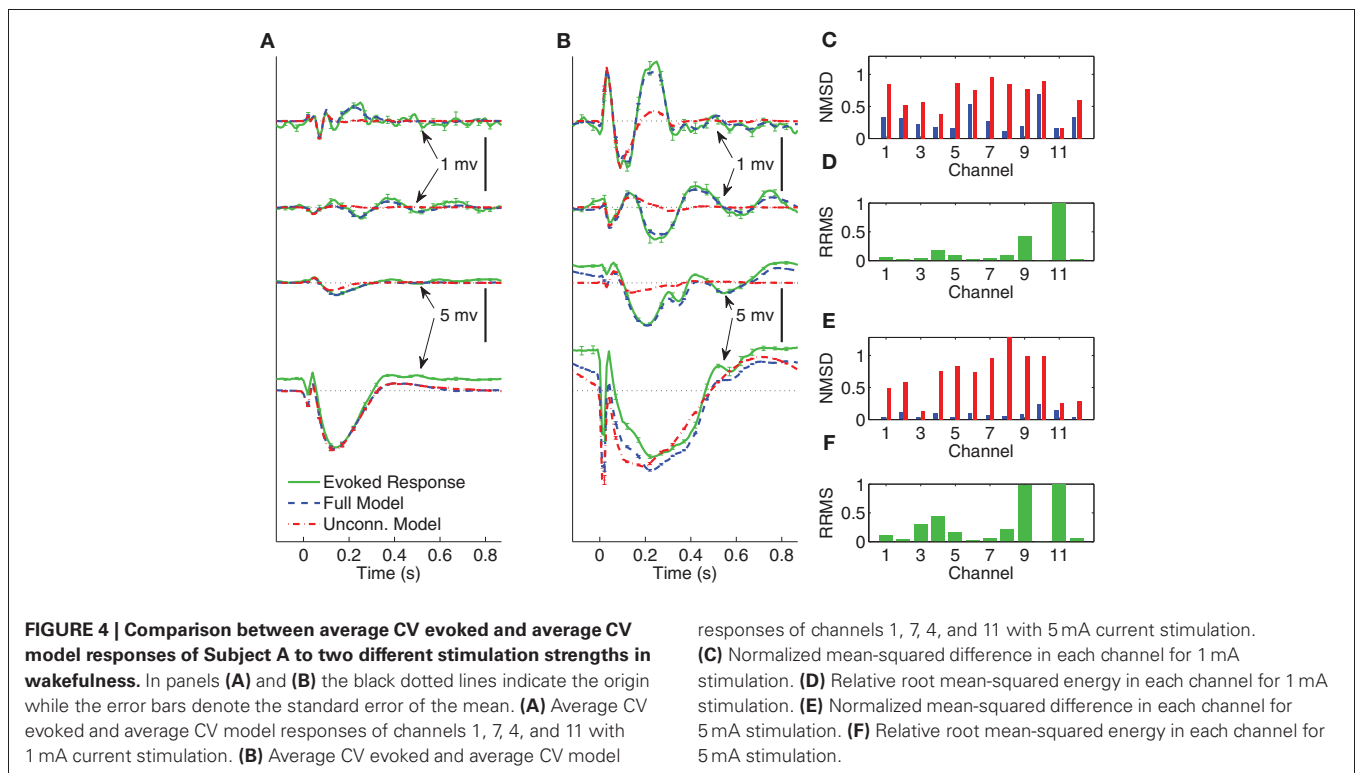 A
B
C
1 mv
1 mv
5 mv
5 mv
Evoked Response
Full Model
Unconn. Model
0 0.2 0.4 0.6 0.8
Time (s)
0 0.2 0.4 0.6 0.8
Time (s)
NMSD
1
0.5
0
1 3 5 7 9 11
Channel
D
RRMS
1
0.5
0
1 3 5 7 9 11
Channel
E
NMSD
1
0.5
0
1 3 5 7 9 11
Channel
F
RRMS
1
0.5
0
1 3 5 7 9 11
Channel
FIGURE 4 | Comparison between average CV evoked and average CV
model responses of Subject A to two different stimulation strengths in
wakefulness. In panels (A) and (B) the black dotted lines indicate the origin
while the error bars denote the standard error of the mean. (A) Average CV
evoked and average CV model responses of channels 1, 7, 4, and 11 with
1 mA current stimulation. (B) Average CV evoked and average CV model
responses of channels 1, 7, 4, and 11 with 5 mA current stimulation.
(C) Normalized mean-squared difference in each channel for 1 mA
stimulation. (D) Relative root mean-squared energy in each channel for 1 mA
stimulation. (E) Normalized mean-squared difference in each channel for
5 mA stimulation. (F) Relative root mean-squared energy in each channel for
5 mA stimulation.